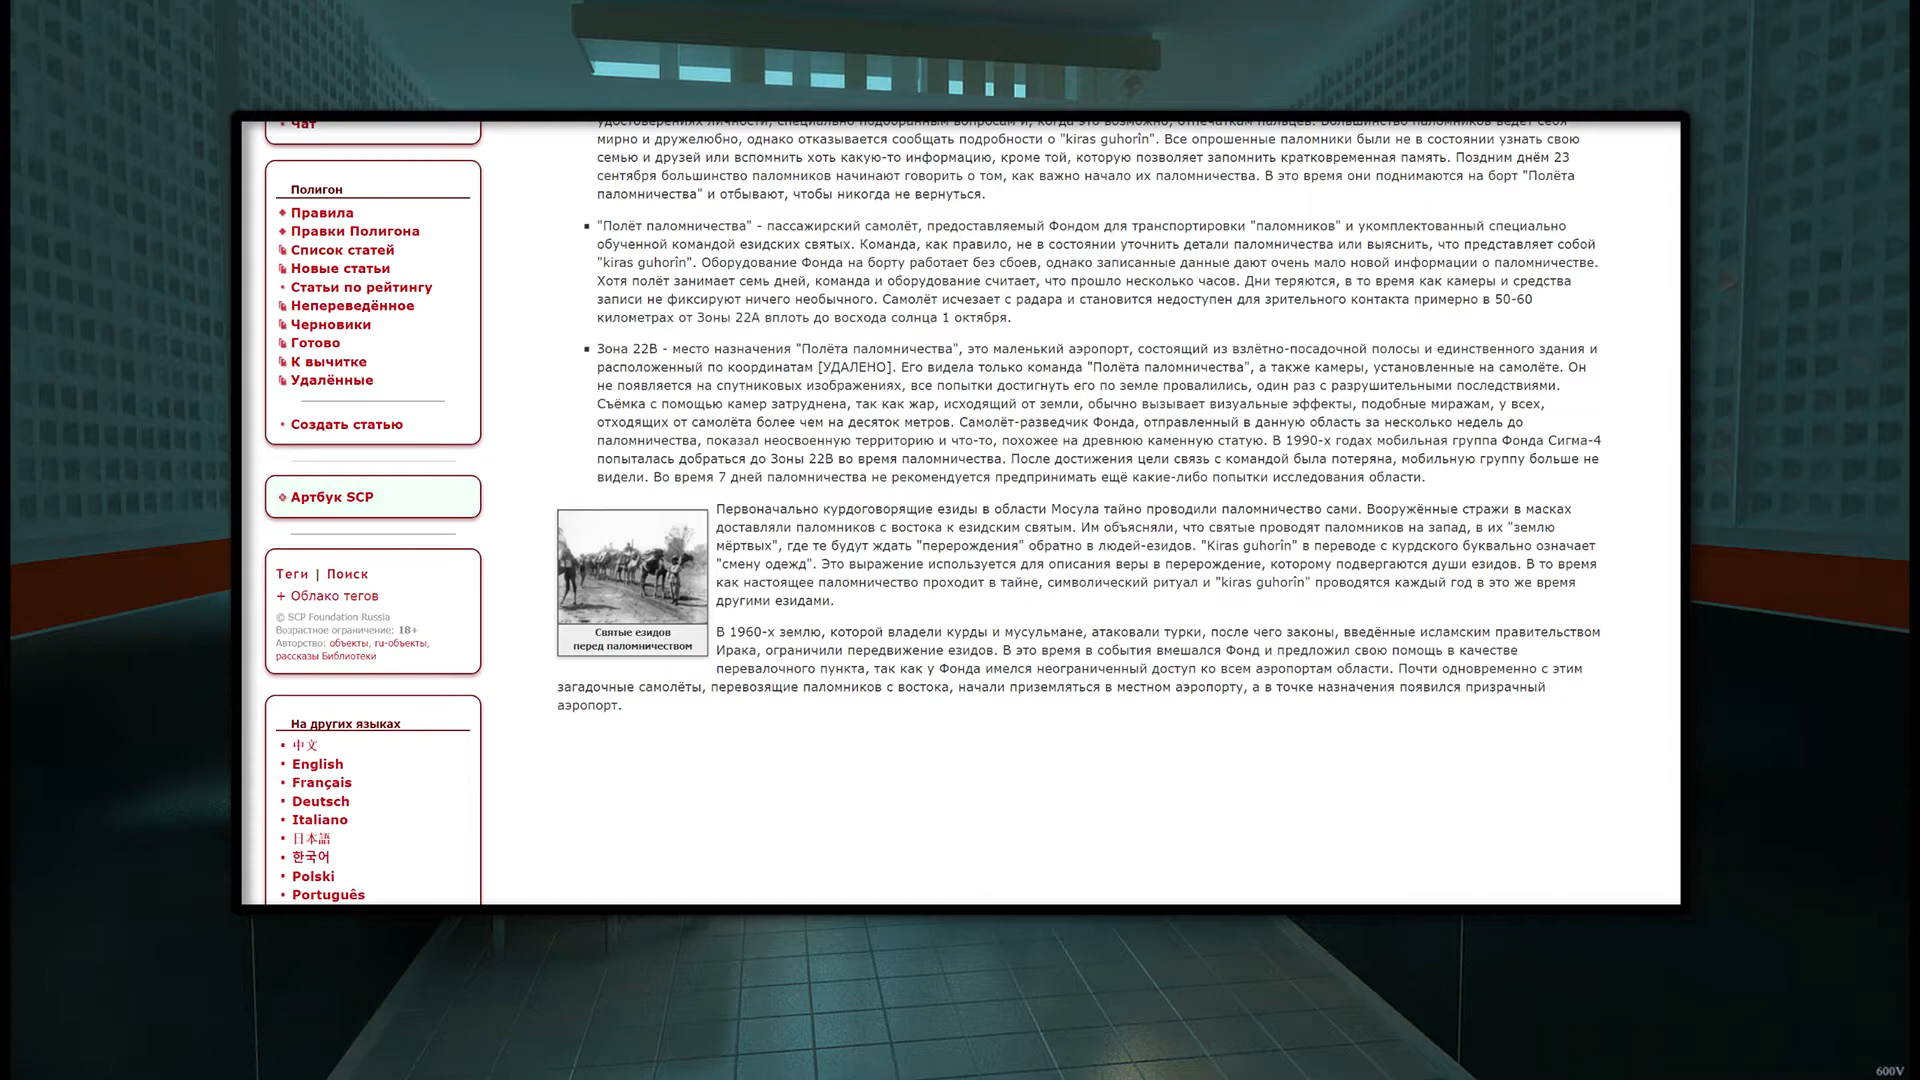 Чат
Полигон
Правила
Правки Полигона
Список статей
Новые статьи
Статьи по рейтингу
Непереведённое
Черновики
Готово
К вычитке
Удалённые
Создать статью
Артбук SCP
Теги | Поиск
+ Облако тегов
© SCP Foundation Russia
Возрастное ограничение: 18+
Авторство: объекты, ru-объекты,
рассказы Библиотеки
На других языках
中文
English
Français
Deutsch
Italiano
日本語
한국어
Polski
Português
удостоверениях личности, специально подобранным вопросам и, когда это возможно, отпечаткам пальцев. Большинство паломников ведёт себя
мирно и дружелюбно, однако отказывается сообщать подробности о "kiras guhorîn". Все опрошенные паломники были не в состоянии узнать свою
семью и друзей или вспомнить хоть какую-то информацию, кроме той, которую позволяет запомнить кратковременная память. Поздним днём 23
сентября большинство паломников начинают говорить о том, как важно начало их паломничества. В это время они поднимаются на борт "Полёта
паломничества" и отбывают, чтобы никогда не вернуться.
"Полёт паломничества" - пассажирский самолёт, предоставляемый Фондом для транспортировки "паломников" и укомплектованный специально
обученной командой езидских святых. Команда, как правило, не в состоянии уточнить детали паломничества или выяснить, что представляет собой
"kiras guhorîn". Оборудование Фонда на борту работает без сбоев, однако записанные данные дают очень мало новой информации о паломничестве.
Хотя полёт занимает семь дней, команда и оборудование считает, что прошло несколько часов. Дни теряются, в то время как камеры и средства
записи не фиксируют ничего необычного. Самолёт исчезает с радара и становится недоступен для зрительного контакта примерно в 50-60
километрах от Зоны 22A вплоть до восхода солнца 1 октября.
Зона 22B - место назначения "Полёта паломничества", это маленький аэропорт, состоящий из взлётно-посадочной полосы и единственного здания и
расположенный по координатам [УДАЛЕНО]. Его видела только команда "Полёта паломничества", а также камеры, установленные на самолёте. Он
не появляется на спутниковых изображениях, все попытки достигнуть его по земле провалились, один раз с разрушительными последствиями.
Съёмка с помощью камер затруднена, так как жар, исходящий от земли, обычно вызывает визуальные эффекты, подобные миражам, у всех,
отходящих от самолёта более чем на десяток метров. Самолёт-разведчик Фонда, отправленный в данную область за несколько недель до
паломничества, показал неосвоенную территорию и что-то, похожее на древнюю каменную статую. В 1990-х годах мобильная группа Фонда Сигма-4
попыталась добраться до Зоны 22B во время паломничества. После достижения цели связь с командой была потеряна, мобильную группу больше не
видели. Во время 7 дней паломничества не рекомендуется предпринимать ещё какие-либо попытки исследования области.
Святые езидов
перед паломничеством
Первоначально курдоговорящие езиды в области Мосула тайно проводили паломничество сами. Вооружённые стражи в масках
доставляли паломников с востока к езидским святым. Им объясняли, что святые проводят паломников на запад, в их "землю
мёртвых", где те будут ждать "перерождения" обратно в людей-езидов. "Kiras guhorîn" в переводе с курдского буквально означает
"смену одежд". Это выражение используется для описания веры в перерождение, которому подвергаются души езидов. В то время
как настоящее паломничество проходит в тайне, символический ритуал и "kiras guhorîn" проводятся каждый год в это же время
другими езидами.
В 1960-х землю, которой владели курды и мусульмане, атаковали турки, после чего законы, введённые исламским правительством
Ирака, ограничили передвижение езидов. В это время в события вмешался Фонд и предложил свою помощь в качестве
перевалочного пункта, так как у Фонда имелся неограниченный доступ ко всем аэропортам области. Почти одновременно с этим
загадочные самолёты, перевозящие паломников с востока, начали приземляться в местном аэропорту, а в точке назначения появился призрачный
аэропорт.
600V